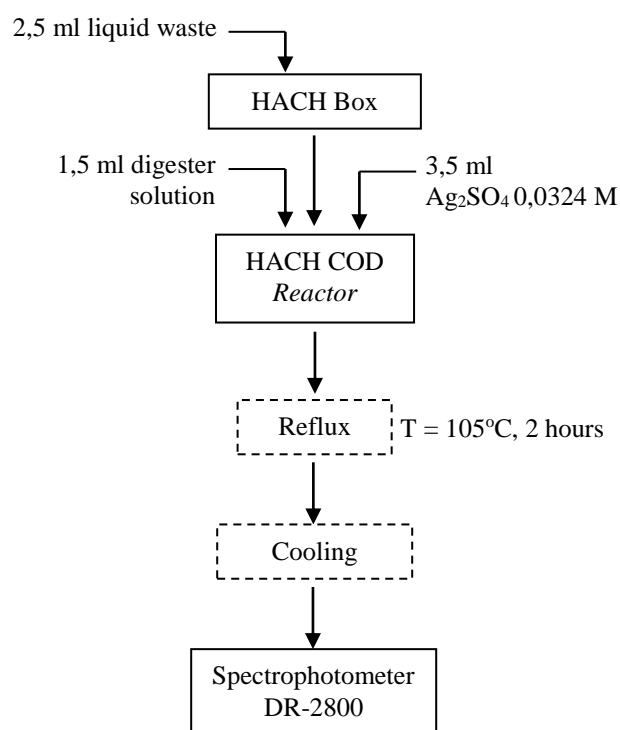 2,5 ml liquid waste
HACH Box
1,5 ml digester
solution
3,5 ml
Ag₂SO₄ 0,0324 M
HACH COD
Reactor
Reflux
T = 105°C, 2 hours
Cooling
Spectrophotometer
DR-2800